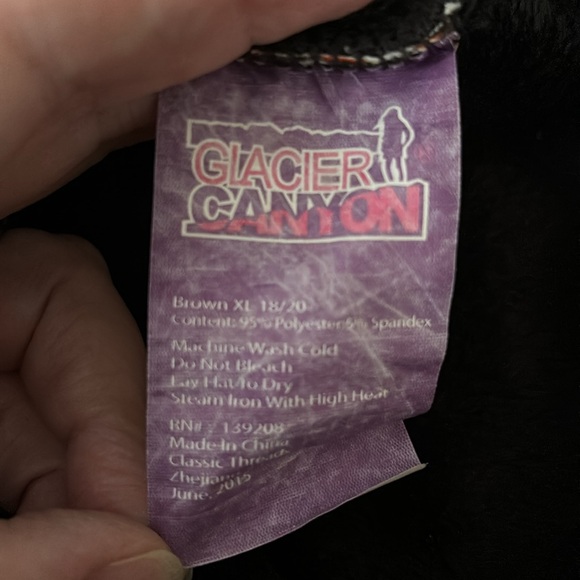 GLACIER
CANYON
Brown XL 18/20
Content: 95% Polyester 5% Spandex
Machine Wash Cold
Do Not Bleach
Lay Flat To Dry
Steam Iron With High Heat
RN#: 139208
Made In China
Classic
June, 2015